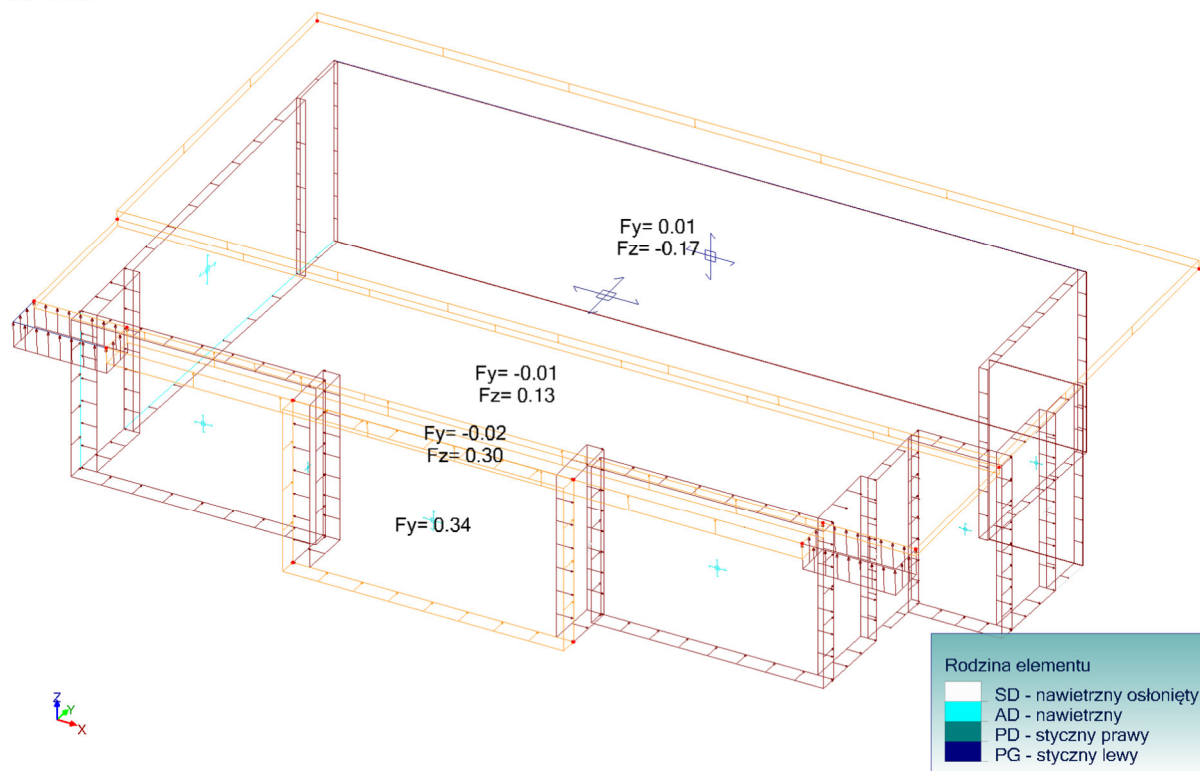 Fy= 0.01
Fz= -0.17
Fy= -0.01
Fz= 0.13
Fy= -0.02
Fz= 0.30
Fy= 0.34
Z
Y
X
Rodzina elementu
SD - nawietrzny osłonięty
AD - nawietrzny
PD - styczny prawy
PG - styczny lewy